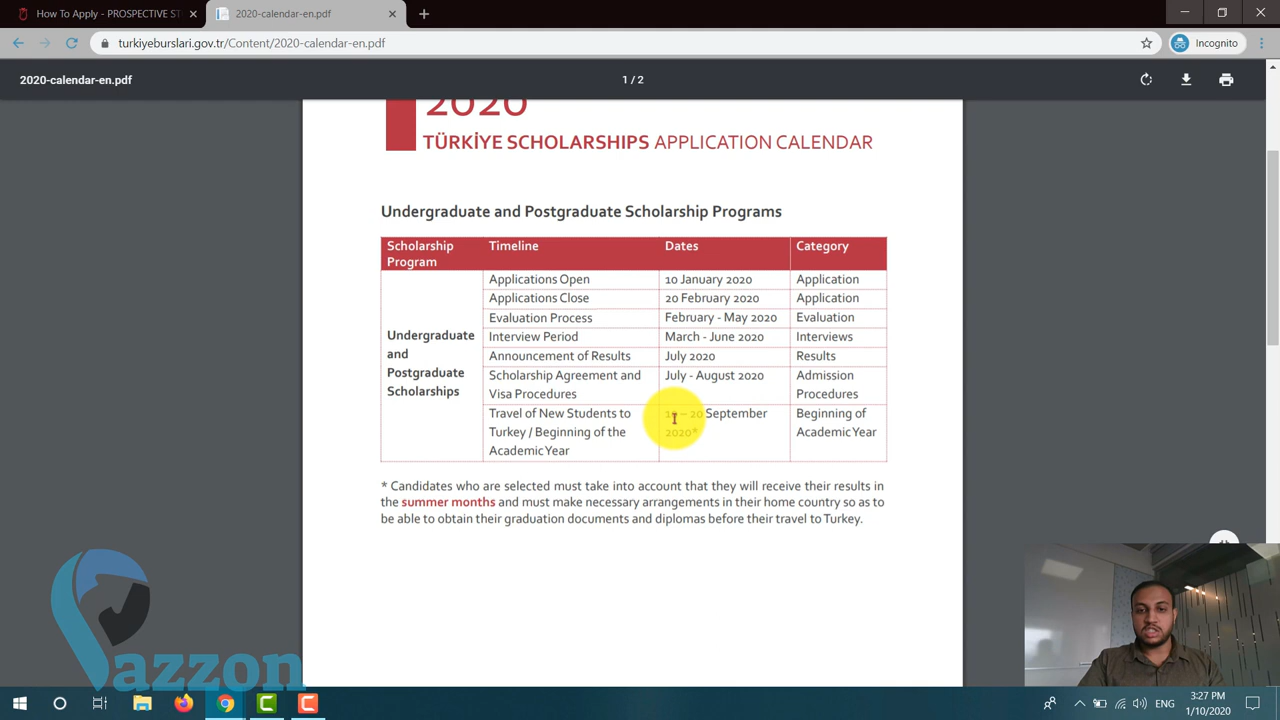 How To Apply - PROSPECTIVE ST
2020-calendar-en.pdf
turkiyeburslari.gov.tr/Content/2020-calendar-en.pdf
Incognito
2020-calendar-en.pdf
1 / 2
2020
TÜRKİYE SCHOLARSHIPS APPLICATION CALENDAR
Undergraduate and Postgraduate Scholarship Programs
Scholarship Program Timeline Dates Category
Applications Open 10 January 2020 Application
Applications Close 20 February 2020 Application
Evaluation Process February - May 2020 Evaluation
Undergraduate and Postgraduate Scholarships
Interview Period March - June 2020 Interviews
Announcement of Results July 2020 Results
Scholarship Agreement and July - August 2020 Admission
Visa Procedures Procedures
Travel of New Students to – 20 September Beginning of
Turkey / Beginning of the 2020* Academic Year
Academic Year
* Candidates who are selected must take into account that they will receive their results in
the summer months and must make necessary arrangements in their home country so as to
be able to obtain their graduation documents and diplomas before their travel to Turkey.
azzon
ENG
3:27 PM
1/10/2020